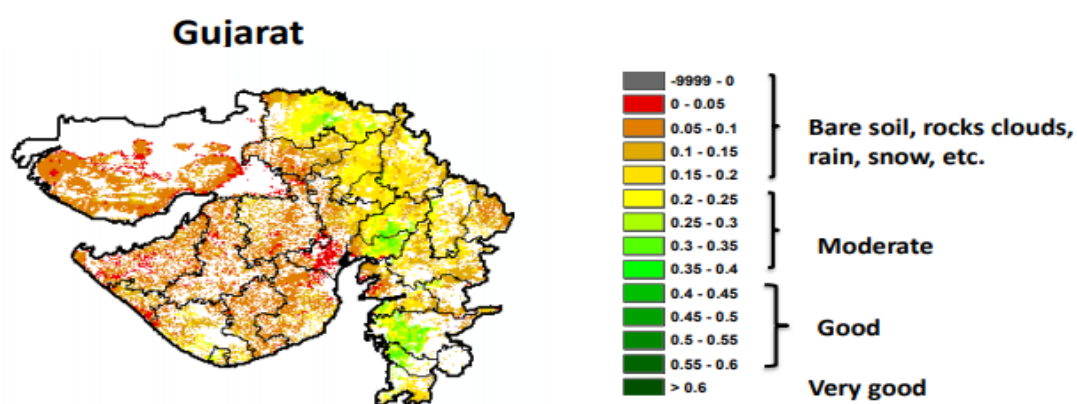 Gujarat
-9999 - 0
0 - 0.05
0.05 - 0.1
0.1 - 0.15
0.15 - 0.2
0.2 - 0.25
0.25 - 0.3
0.3 - 0.35
0.35 - 0.4
0.4 - 0.45
0.45 - 0.5
0.5 - 0.55
0.55 - 0.6
> 0.6
Bare soil, rocks clouds,
rain, snow, etc.
Moderate
Good
Very good